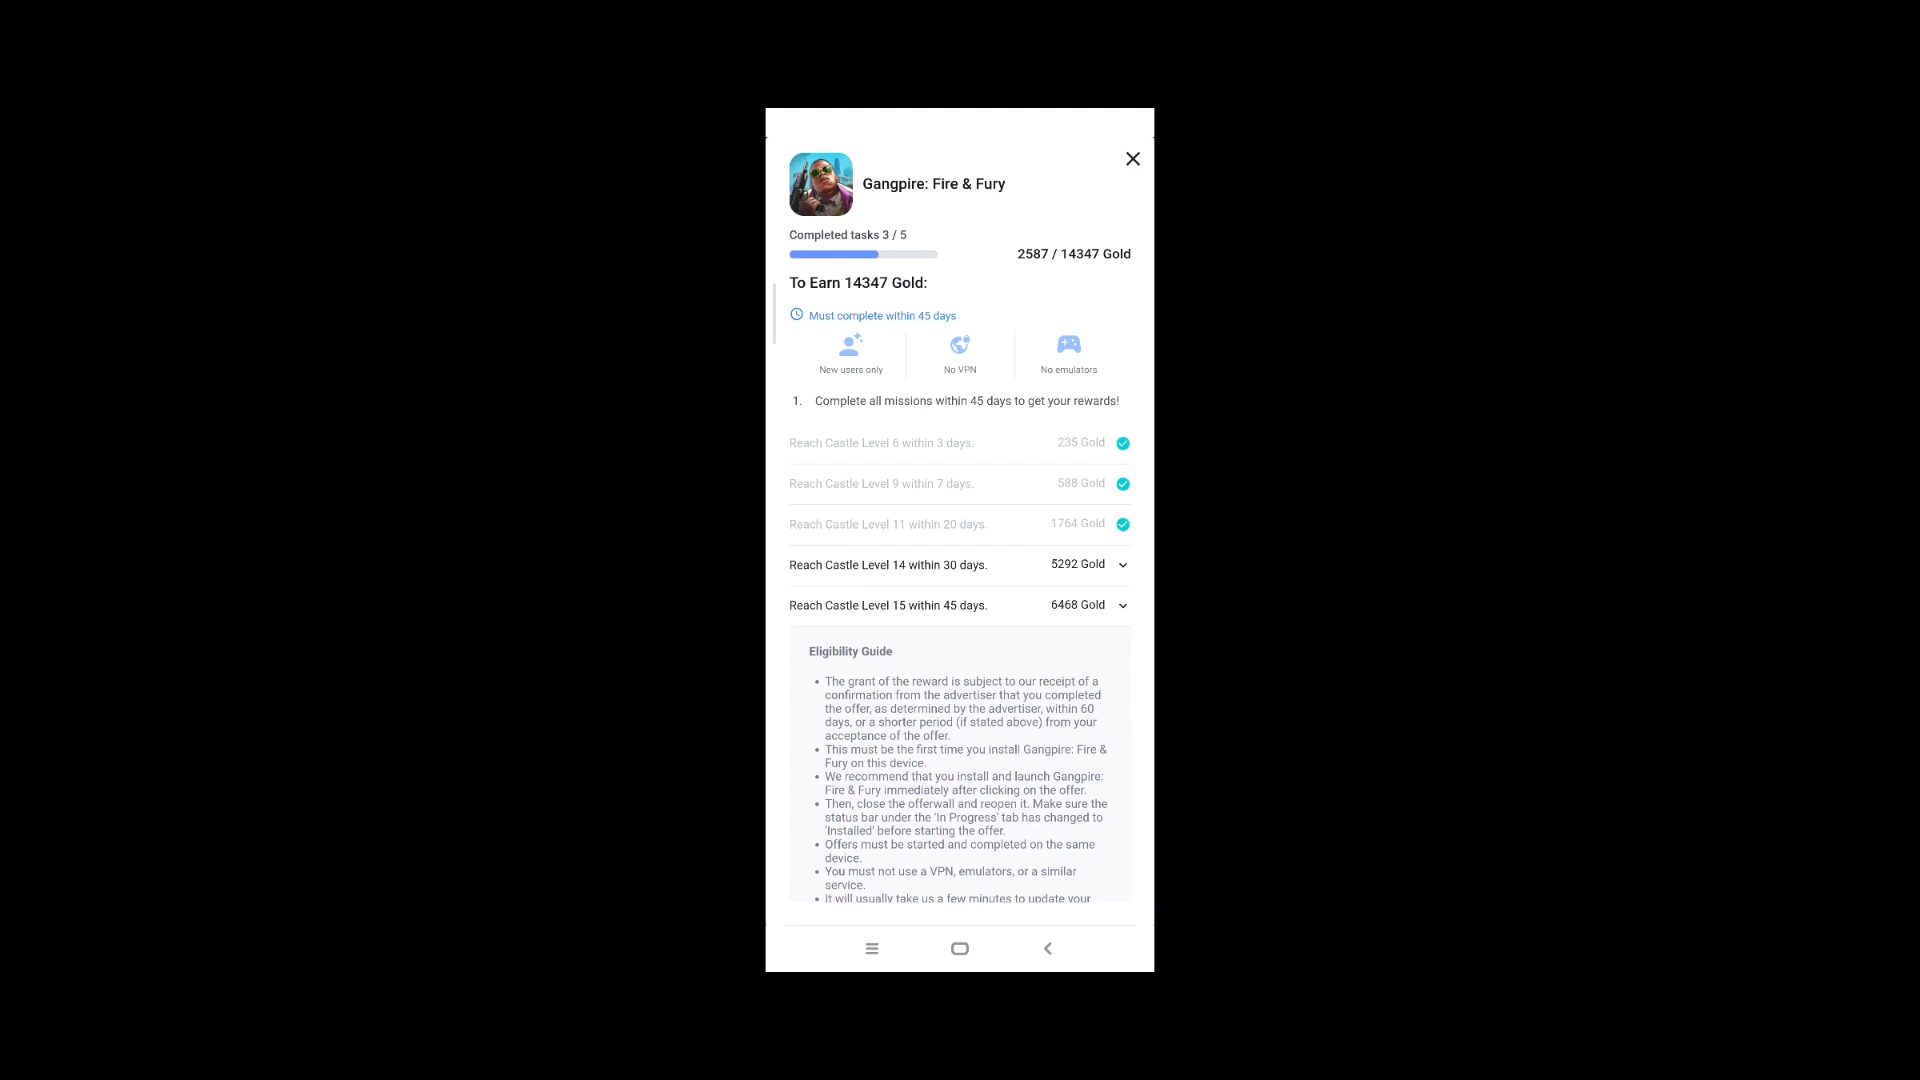 Gangpire: Fire & Fury
Completed tasks 3 / 5
2587 / 14347 Gold
To Earn 14347 Gold:
Must complete within 45 days
New users only
No VPN
No emulators
1. Complete all missions within 45 days to get your rewards!
Reach Castle Level 6 within 3 days. 235 Gold
Reach Castle Level 9 within 7 days. 588 Gold
Reach Castle Level 11 within 20 days. 1764 Gold
Reach Castle Level 14 within 30 days. 5292 Gold
Reach Castle Level 15 within 45 days. 6468 Gold
Eligibility Guide
• The grant of the reward is subject to our receipt of a
confirmation from the advertiser that you completed
the offer, as determined by the advertiser, within 60
days, or a shorter period (if stated above) from your
acceptance of the offer.
• This must be the first time you install Gangpire: Fire &
Fury on this device.
• We recommend that you install and launch Gangpire:
Fire & Fury immediately after clicking on the offer.
• Then, close the offerwall and reopen it. Make sure the
status bar under the 'In Progress' tab has changed to
'Installed' before starting the offer.
• Offers must be started and completed on the same
device.
• You must not use a VPN, emulators, or a similar
service.
• It will usually take us a few minutes to update your